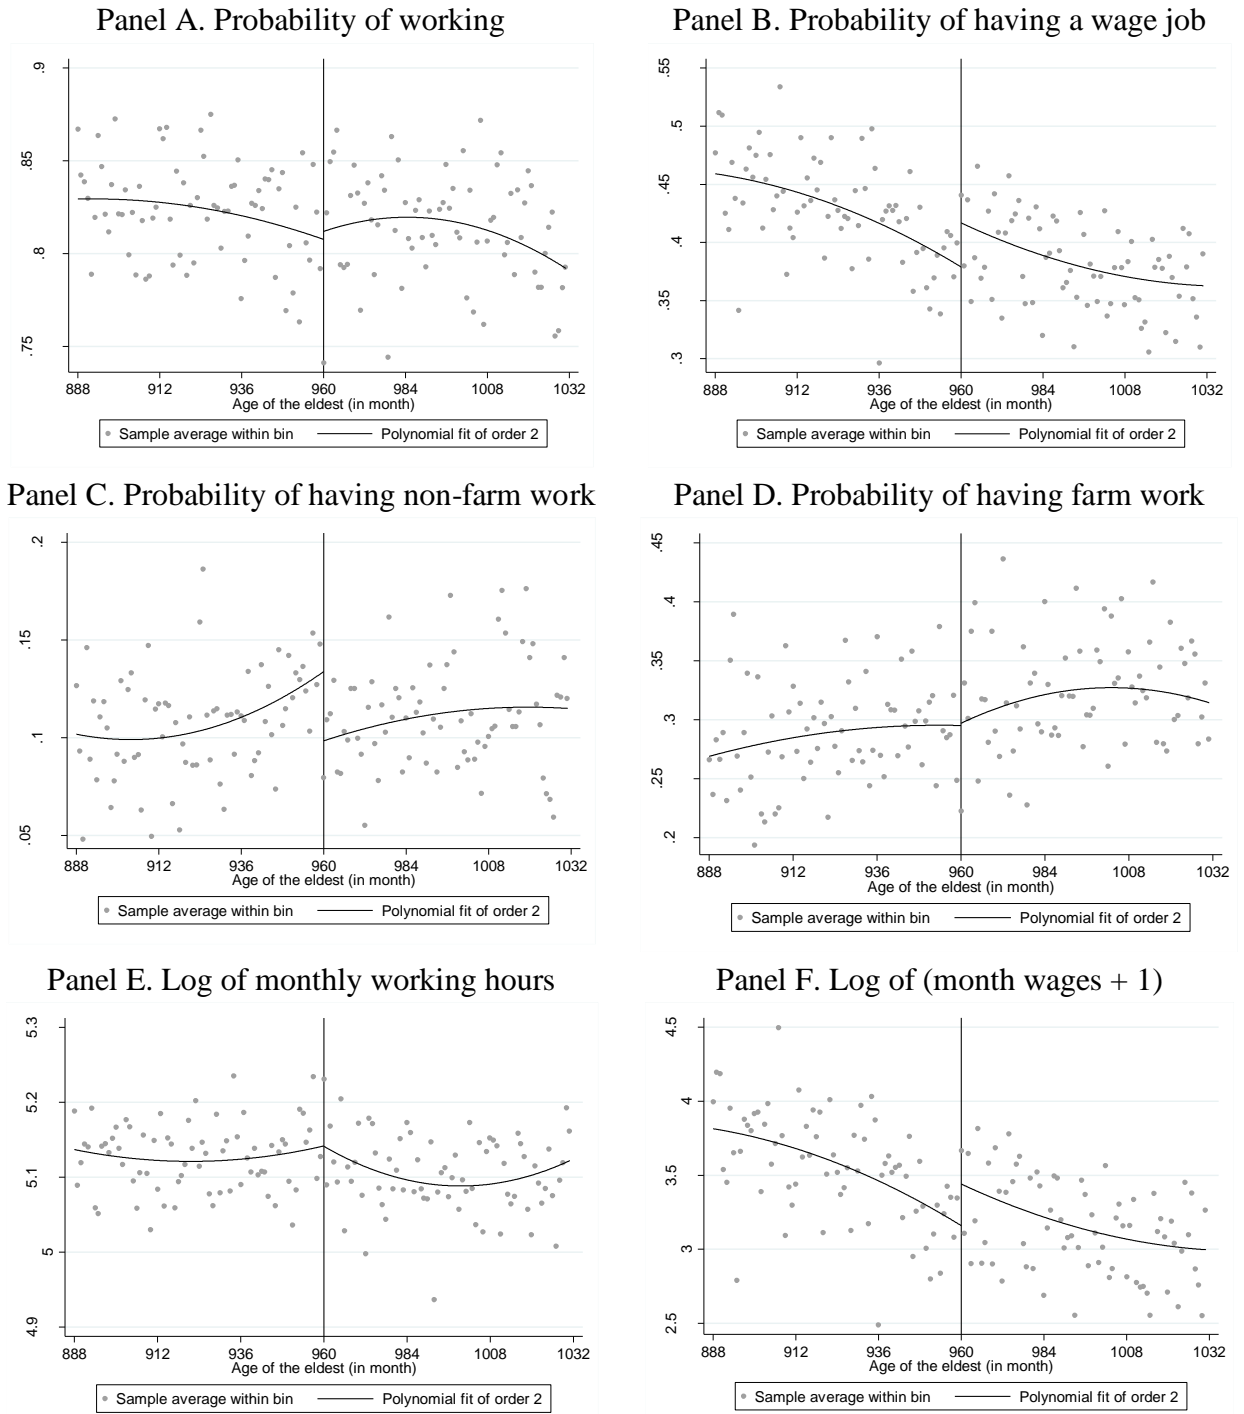 Panel A. Probability of working
.9
.85
.8
.75
888 912 936 960 984 1008 1032
Age of the eldest (in month)
Sample average within bin Polynomial fit of order 2
Panel B. Probability of having a wage job
.55
.5
.45
.4
.35
.3
888 912 936 960 984 1008 1032
Age of the eldest (in month)
Sample average within bin Polynomial fit of order 2
Panel C. Probability of having non-farm work
.2
.15
.1
.05
888 912 936 960 984 1008 1032
Age of the eldest (in month)
Sample average within bin Polynomial fit of order 2
Panel D. Probability of having farm work
.45
.4
.35
.3
.25
.2
888 912 936 960 984 1008 1032
Age of the eldest (in month)
Sample average within bin Polynomial fit of order 2
Panel E. Log of monthly working hours
5.3
5.2
5.1
5
4.9
888 912 936 960 984 1008 1032
Age of the eldest (in month)
Sample average within bin Polynomial fit of order 2
Panel F. Log of (month wages + 1)
4.5
4
3.5
3
2.5
888 912 936 960 984 1008 1032
Age of the eldest (in month)
Sample average within bin Polynomial fit of order 2